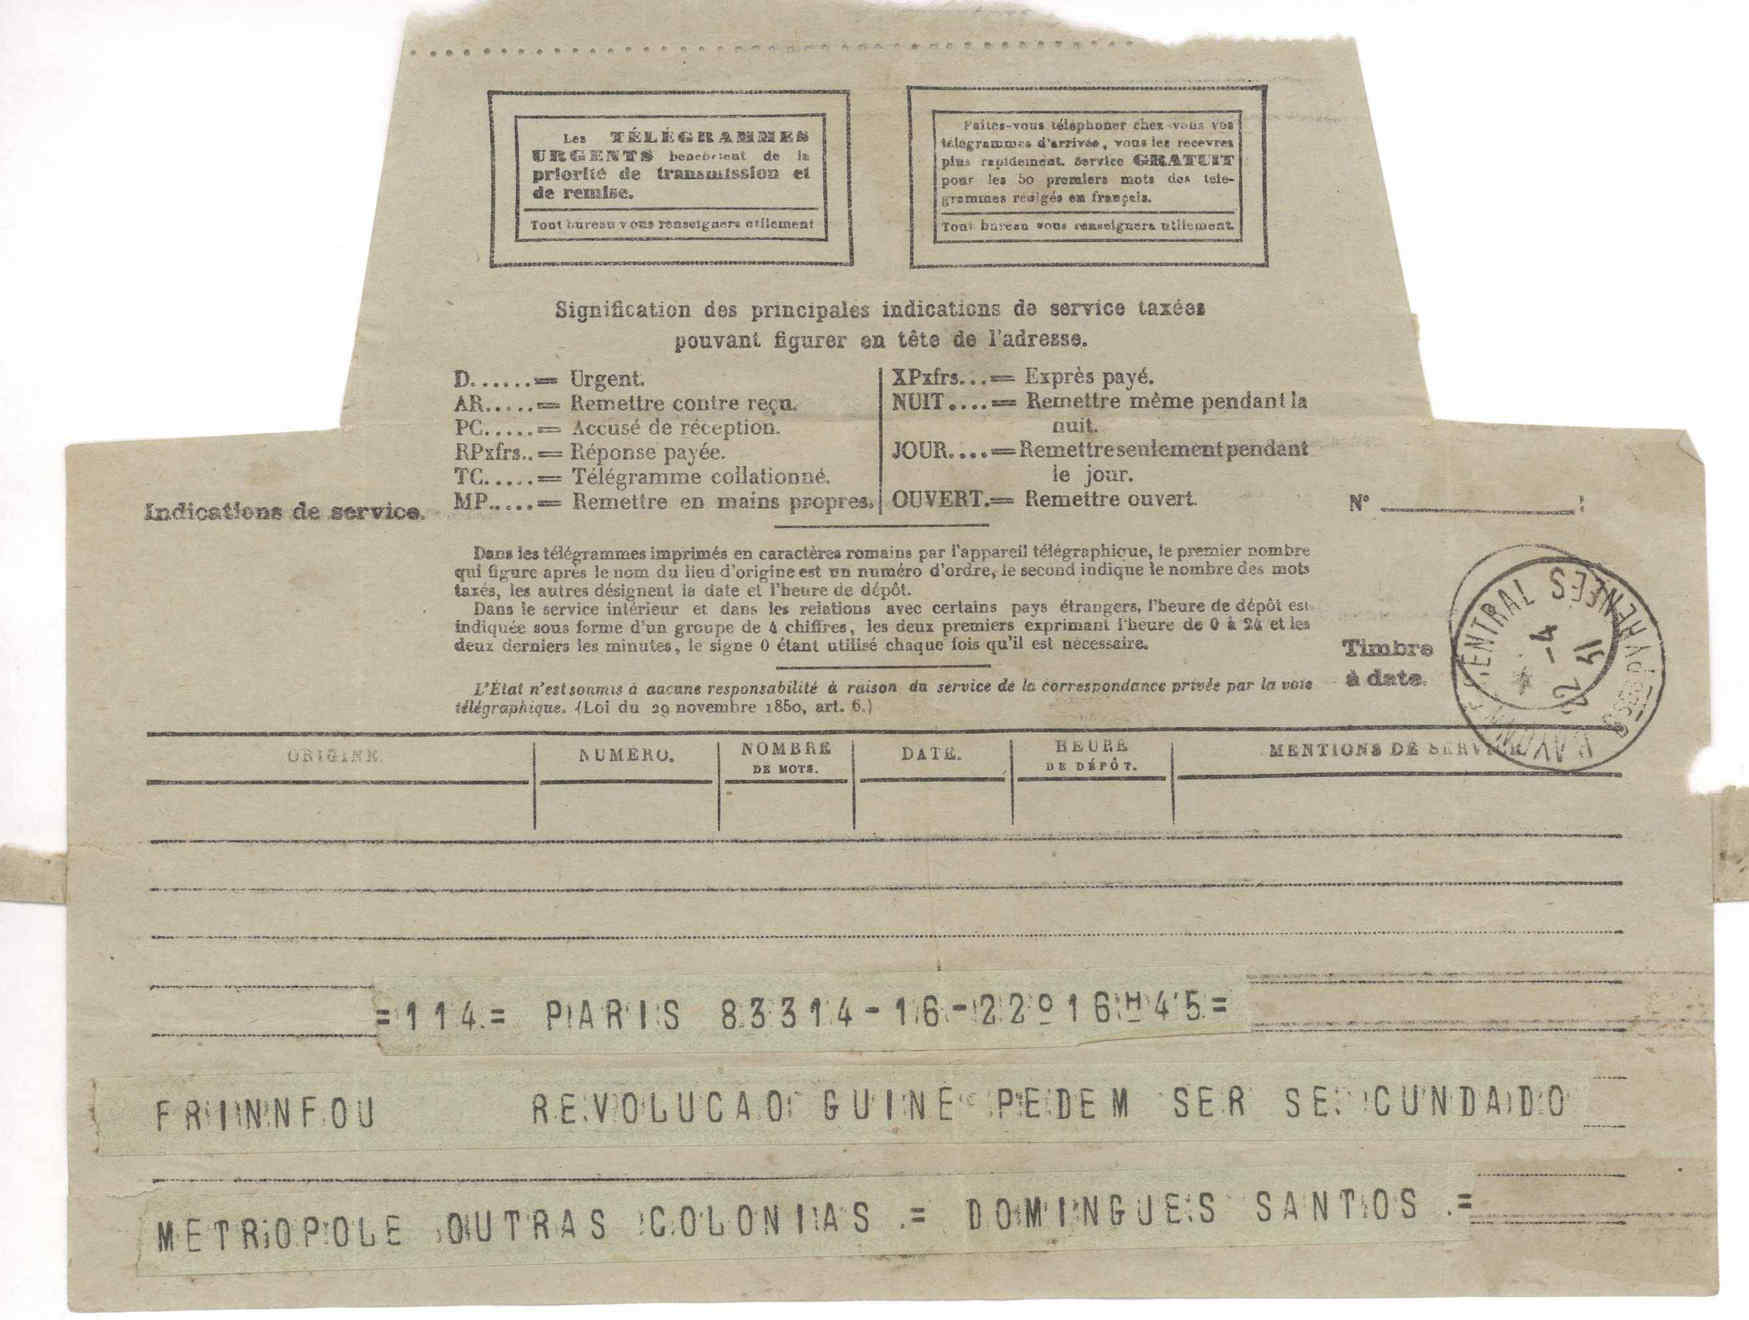 Les TÉLÉGRAMMES
URGENTS bénéficient de la
priorité de transmission et
de remise.
Tout bureau vous renseignera utilement
Faites-vous téléphoner chez vous vos
télégrammes d'arrivée, vous les recevrez
plus rapidement. Service GRATUIT
pour les 50 premiers mots des télé-
grammes rédigés en français.
Tout bureau vous renseignera utilement.
Signification des principales indications de service taxées
pouvant figurer en tête de l'adresse.
D......= Urgent.
AR.....= Remettre contre reçu.
PC.....= Accusé de réception.
RPxfrs..= Réponse payée.
TC.....= Télégramme collationné.
MP.....= Remettre en mains propres.
XPxfrs...= Exprès payé.
NUIT....= Remettre même pendant la
nuit.
JOUR....= Remettre seulement pendant
le jour.
OUVERT.= Remettre ouvert.
Indications de service.
N°
Dans les télégrammes imprimés en caractères romains par l'appareil télégraphique, le premier nombre
qui figure après le nom du lieu d'origine est un numéro d'ordre, le second indique le nombre des mots
taxés, les autres désignent la date et l'heure de dépôt.
Dans le service intérieur et dans les relations avec certains pays étrangers, l'heure de dépôt est
indiquée sous forme d'un groupe de 4 chiffres, les deux premiers exprimant l'heure de 0 à 24 et les
deux derniers les minutes, le signe 0 étant utilisé chaque fois qu'il est nécessaire.
L'État n'est soumis à aucune responsabilité à raison du service de la correspondance privée par la voie
télégraphique. (Loi du 29 novembre 1850, art. 6.)
Timbre
à date.
CENTRAL
PYRÉNÉES
ORIGINE.
NUMÉRO.
NOMBRE
DE MOTS.
DATE.
HEURE
DE DÉPÔT.
MENTIONS DE SERVICE
=114.= PARIS 83314-16-22º16H45=
FRINNFOU REVOLUCAO GUINE PEDEM SER SE CUNDADO
METROPOLE OUTRAS COLONIAS .= DOMINGUES SANTOS .=